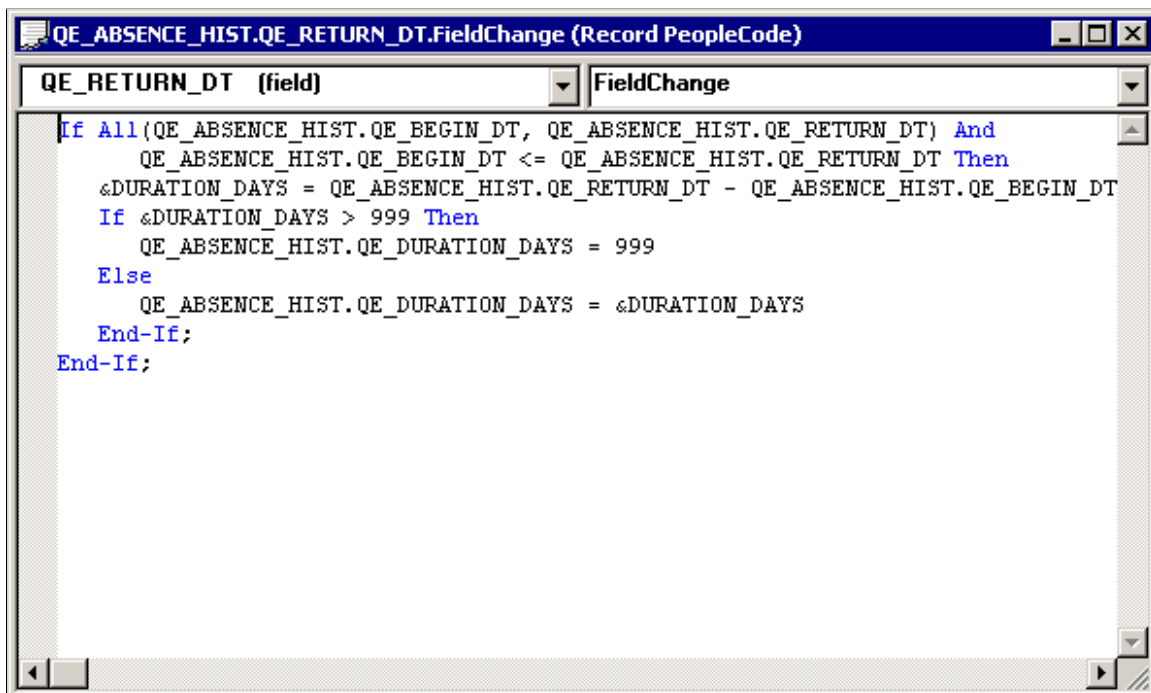 QE_ABSENCE_HIST.QE_RETURN_DT.FieldChange (Record PeopleCode)
QE_RETURN_DT (field) FieldChange
If All(QE_ABSENCE_HIST.QE_BEGIN_DT, QE_ABSENCE_HIST.QE_RETURN_DT) And
QE_ABSENCE_HIST.QE_BEGIN_DT <= QE_ABSENCE_HIST.QE_RETURN_DT Then
&DURATION_DAYS = QE_ABSENCE_HIST.QE_RETURN_DT - QE_ABSENCE_HIST.QE_BEGIN_DT
If &DURATION_DAYS > 999 Then
QE_ABSENCE_HIST.QE_DURATION_DAYS = 999
Else
QE_ABSENCE_HIST.QE_DURATION_DAYS = &DURATION_DAYS
End-If;
End-If;